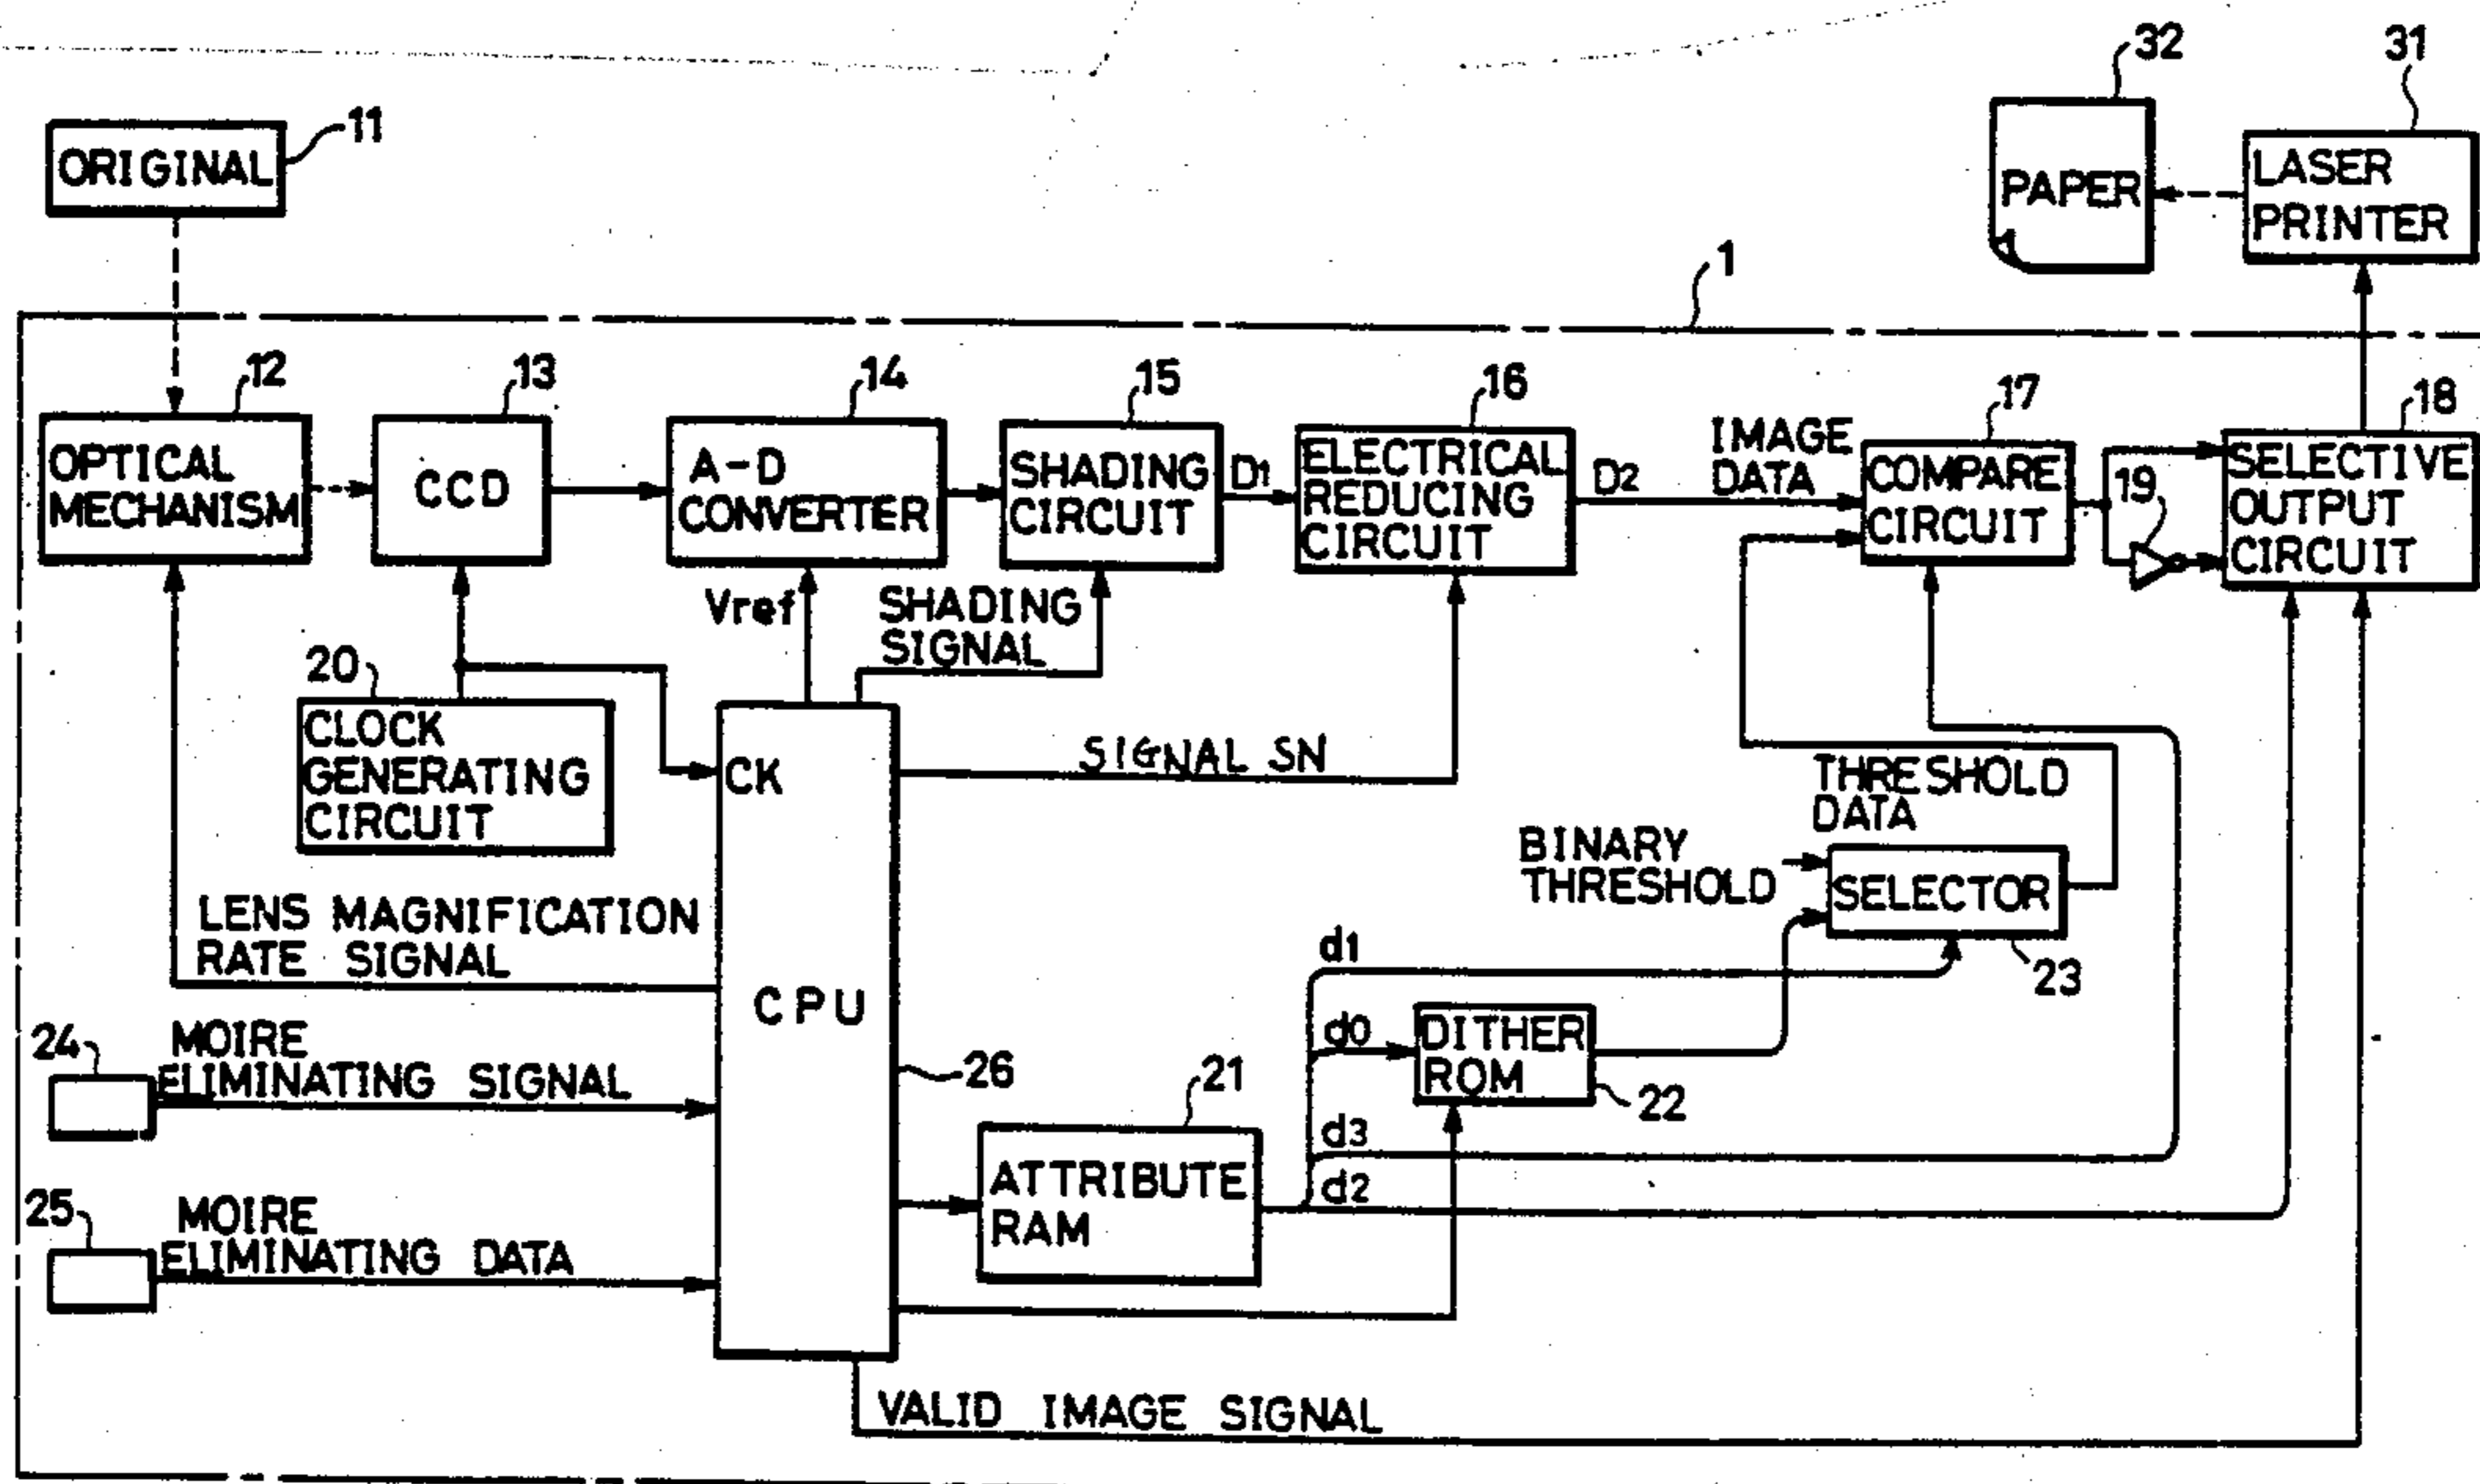 32
31
11
ORIGINAL
PAPER
LASER
PRINTER
1
12
13
14
15
16
17
18
OPTICAL
MECHANISM
CCD
A-D
CONVERTER
SHADING
CIRCUIT
D1
ELECTRICAL
REDUCING
CIRCUIT
D2
IMAGE
DATA
COMPARE
CIRCUIT
19
SELECTIVE
OUTPUT
CIRCUIT
Vref
SHADING
SIGNAL
20
CLOCK
GENERATING
CIRCUIT
CK
SIGNAL SN
THRESHOLD
DATA
BINARY
THRESHOLD
SELECTOR
23
LENS MAGNIFICATION
RATE SIGNAL
CPU
26
d1
d0
DITHER
ROM
22
24
MOIRE
ELIMINATING SIGNAL
21
ATTRIBUTE
RAM
d3
d2
25
MOIRE
ELIMINATING DATA
VALID IMAGE SIGNAL